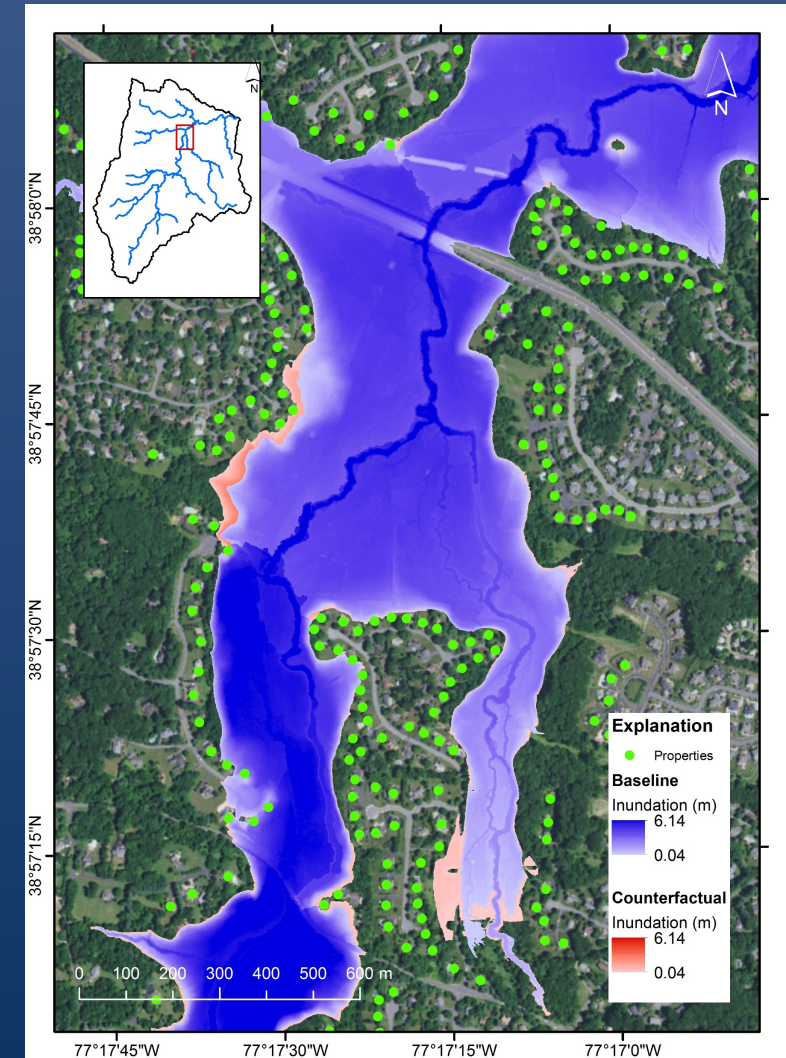 N
N
38°58'0"N
38°57'45"N
38°57'30"N
38°57'15"N
Explanation
Properties
Baseline
Inundation (m)
6.14
0.04
Counterfactual
Inundation (m)
6.14
0.04
0 100 200 300 400 500 600 m
77°17'45"W 77°17'30"W 77°17'15"W 77°17'0"W